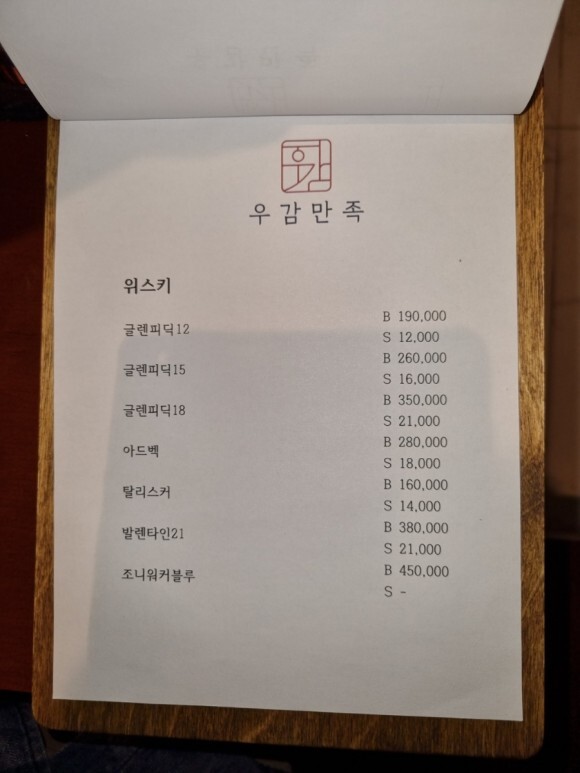 우감만족
위스키
글렌피딕12
B 190,000
S 12,000
글렌피딕15
B 260,000
S 16,000
글렌피딕18
B 350,000
S 21,000
아드벡
B 280,000
S 18,000
탈리스커
B 160,000
S 14,000
발렌타인21
B 380,000
S 21,000
조니워커블루
B 450,000
S -